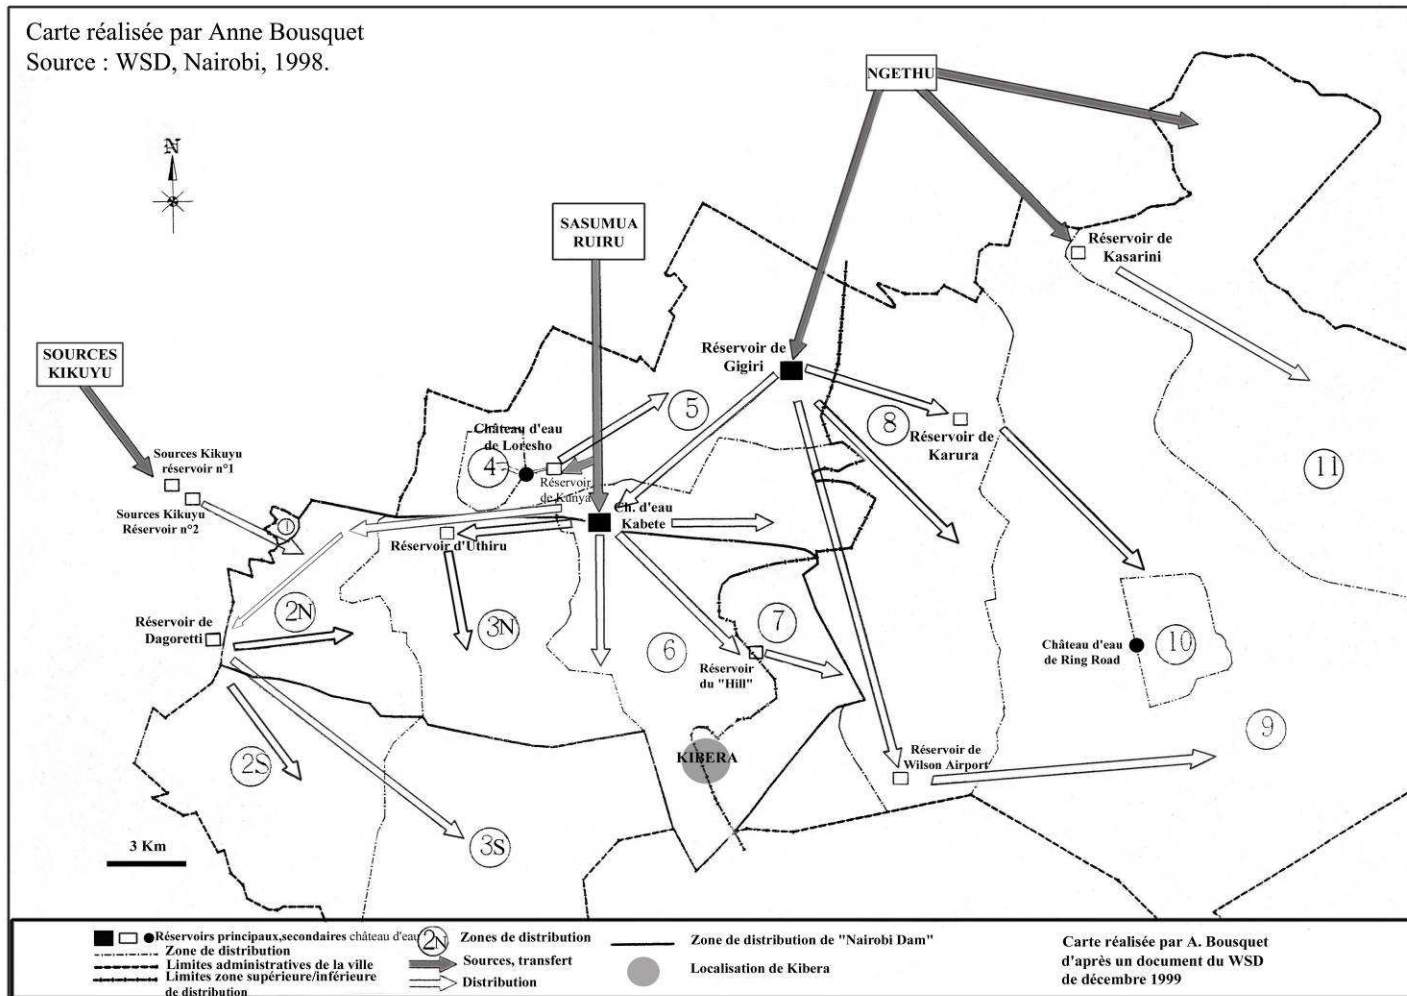 Carte réalisée par Anne Bousquet
Source : WSD, Nairobi, 1998.
N
NGETHU
SASUMUA
RUIRU
SOURCES
KIKUYU
Réservoir de
Kasarini
Réservoir de
Gigiri
5
8
Réservoir de
Karura
11
Château d'eau
de Loresho
4
Réservoir
de Kanya
Sources Kikuyu
réservoir n°1
Sources Kikuyu
Réservoir n°2
1
Ch. d'eau
Kabete
Réservoir d'Uthiru
2N
3N
Réservoir de
Dagoretti
6
7
Réservoir
du "Hill"
Château d'eau
de Ring Road
10
9
KIBERA
Réservoir de
Wilson Airport
2S
3S
3 Km
Réservoirs principaux,secondaires château d'eau
Zone de distribution
Limites administratives de la ville
Limites zone supérieure/inférieure
de distribution
2N
Zones de distribution
Sources, transfert
Distribution
Zone de distribution de "Nairobi Dam"
Localisation de Kibera
Carte réalisée par A. Bousquet
d'après un document du WSD
de décembre 1999